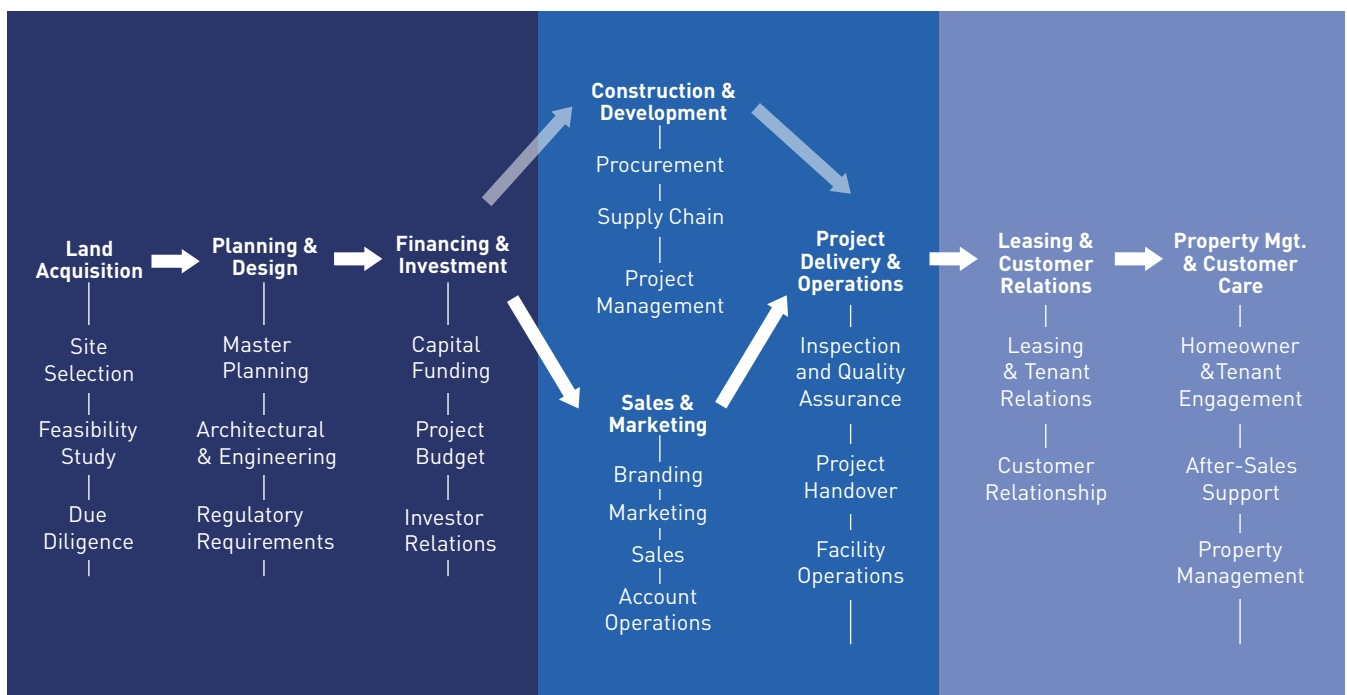 Land
Acquisition
Site
Selection
Feasibility
Study
Due
Diligence
Planning &
Design
Master
Planning
Architectural
& Engineering
Regulatory
Requirements
Financing &
Investment
Capital
Funding
Project
Budget
Investor
Relations
Construction &
Development
Procurement
Supply Chain
Project
Management
Sales &
Marketing
Branding
Marketing
Sales
Account
Operations
Project
Delivery &
Operations
Inspection
and Quality
Assurance
Project
Handover
Facility
Operations
Leasing &
Customer
Relations
Leasing
& Tenant
Relations
Customer
Relationship
Property Mgt.
& Customer
Care
Homeowner
&Tenant
Engagement
After-Sales
Support
Property
Management